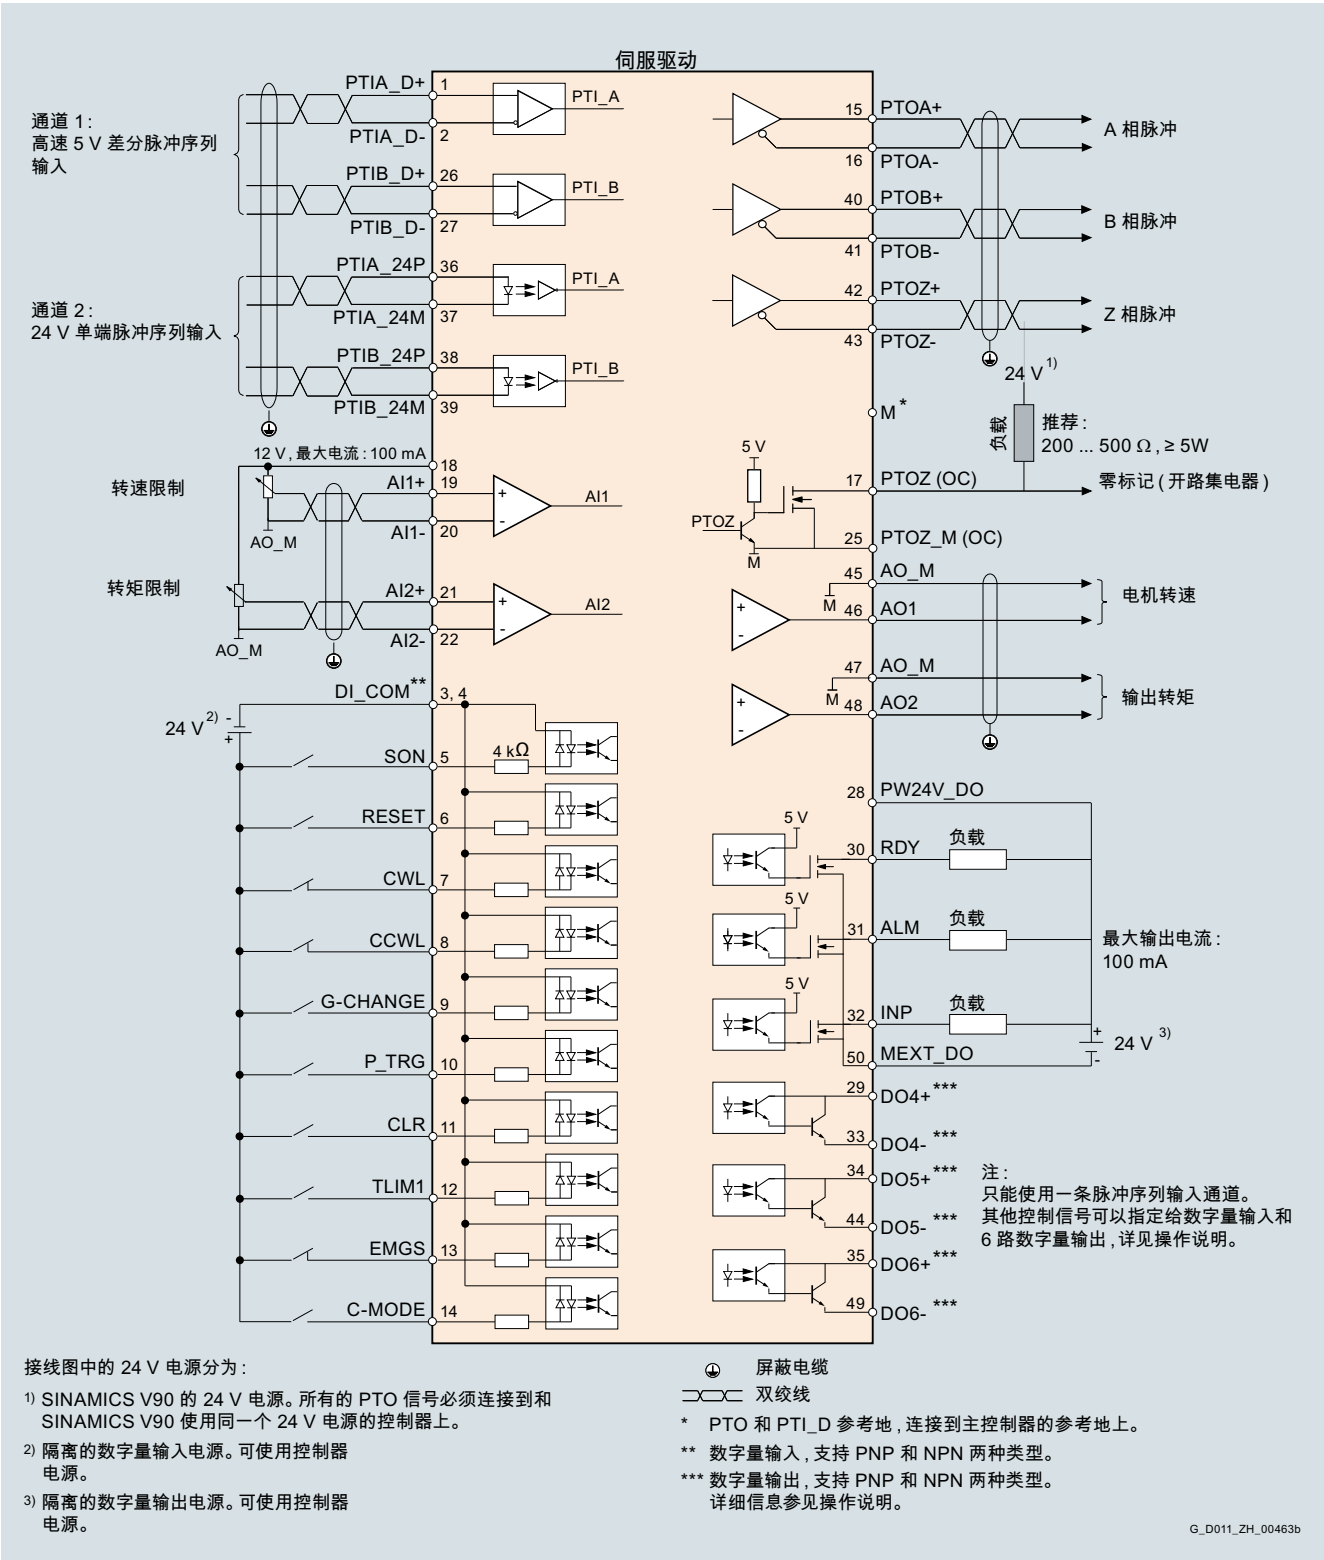 伺服驱动
通道 1:
高速 5 V 差分脉冲序列
输入
PTIA_D+
1
PTI_A
PTIA_D-
2
PTIB_D+
26
PTI_B
PTIB_D-
27
通道 2:
24 V 单端脉冲序列输入
PTIA_24P
36
PTI_A
PTIA_24M
37
PTIB_24P
38
PTI_B
PTIB_24M
39
12 V , 最大电流 : 100 mA
18
转速限制
AI1+
19
+
-
AI1
AI1-
20
AO_M
转矩限制
AI2+
21
+
-
AI2
AI2-
22
AO_M
DI_COM**
3, 4
24 V 2)
-
+
SON
5
4 kΩ
RESET
6
CWL
7
CCWL
8
G-CHANGE
9
P_TRG
10
CLR
11
TLIM1
12
EMGS
13
C-MODE
14
15
PTOA+
A 相脉冲
16
PTOA-
40
PTOB+
B 相脉冲
41
PTOB-
42
PTOZ+
Z 相脉冲
43
PTOZ-
24 V 1)
M*
负载
推荐 :
200 ... 500 Ω , ≥ 5W
5 V
17
PTOZ (OC)
零标记 ( 开路集电器 )
PTOZ
M
25
PTOZ_M (OC)
45
AO_M
M
+
-
46
AO1
电机转速
47
AO_M
M
+
-
48
AO2
输出转矩
28
PW24V_DO
5 V
30
RDY
负载
5 V
31
ALM
负载
最大输出电流 :
100 mA
5 V
32
INP
负载
+
24 V 3)
-
50
MEXT_DO
29
DO4+ ***
33
DO4- ***
34
DO5+ ***
44
DO5- ***
35
DO6+ ***
49
DO6- ***
注 :
只能使用一条脉冲序列输入通道。
其他控制信号可以指定给数字量输入和
6 路数字量输出 , 详见操作说明。
接线图中的 24 V 电源分为 :
1) SINAMICS V90 的 24 V 电源。所有的 PTO 信号必须连接到和
SINAMICS V90 使用同一个 24 V 电源的控制器上。
2) 隔离的数字量输入电源。可使用控制器
电源。
3) 隔离的数字量输出电源。可使用控制器
电源。
屏蔽电缆
双绞线
* PTO 和 PTI_D 参考地 , 连接到主控制器的参考地上。
** 数字量输入 , 支持 PNP 和 NPN 两种类型。
*** 数字量输出 , 支持 PNP 和 NPN 两种类型。
详细信息参见操作说明。
G_D011_ZH_00463b